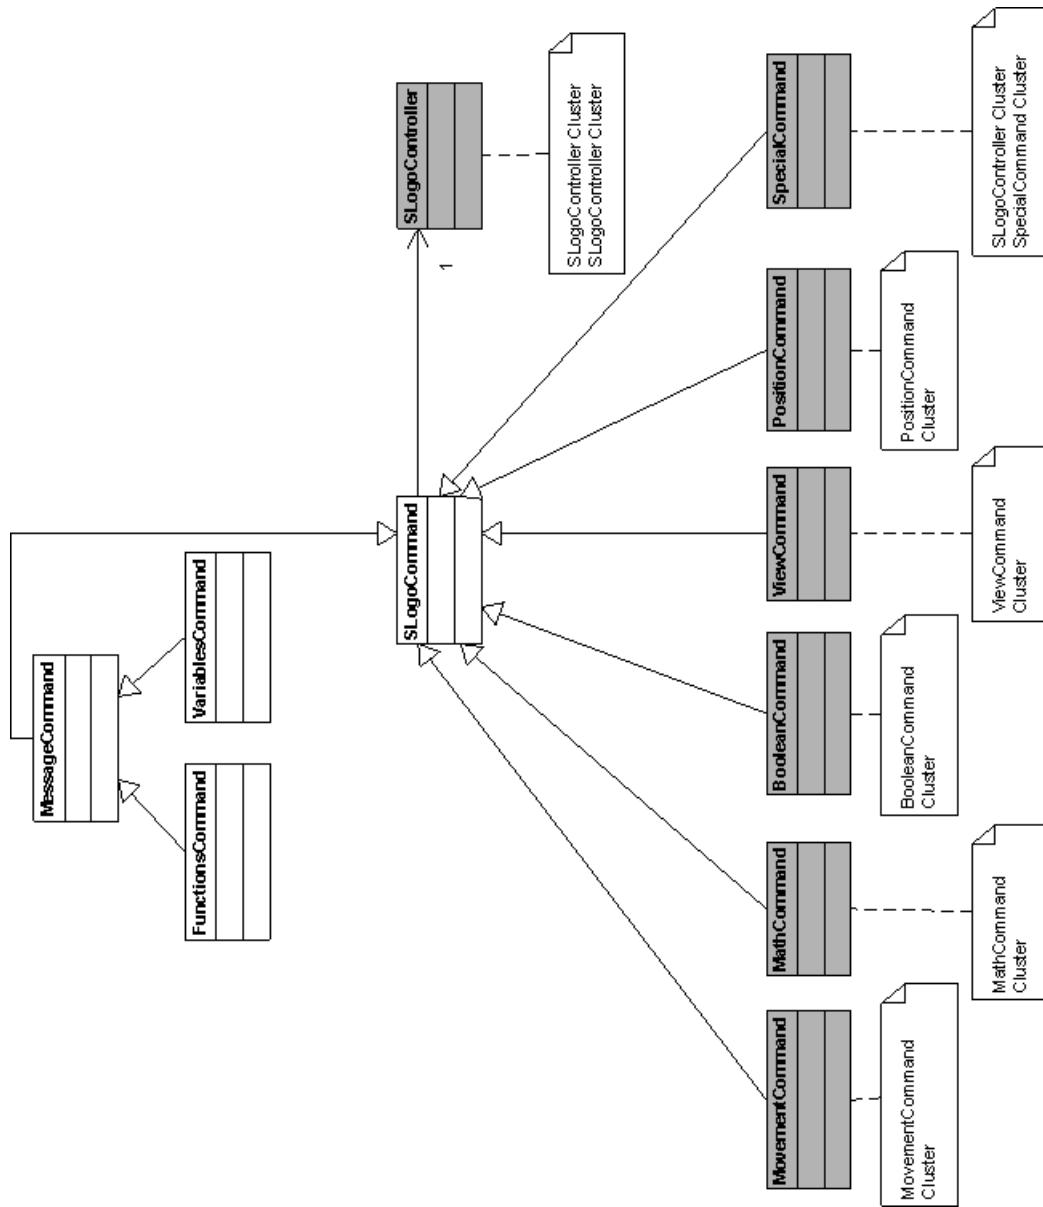 MessageCommand
FunctionsCommand
VariablesCommand
SLogoCommand
1
SLogoController
SLogoController Cluster
SLogoController Cluster
MovementCommand
MathCommand
BooleanCommand
ViewCommand
PositionCommand
SpecialCommand
MovementCommand
Cluster
MathCommand
Cluster
BooleanCommand
Cluster
ViewCommand
Cluster
PositionCommand
Cluster
SLogoController Cluster
SpecialCommand Cluster